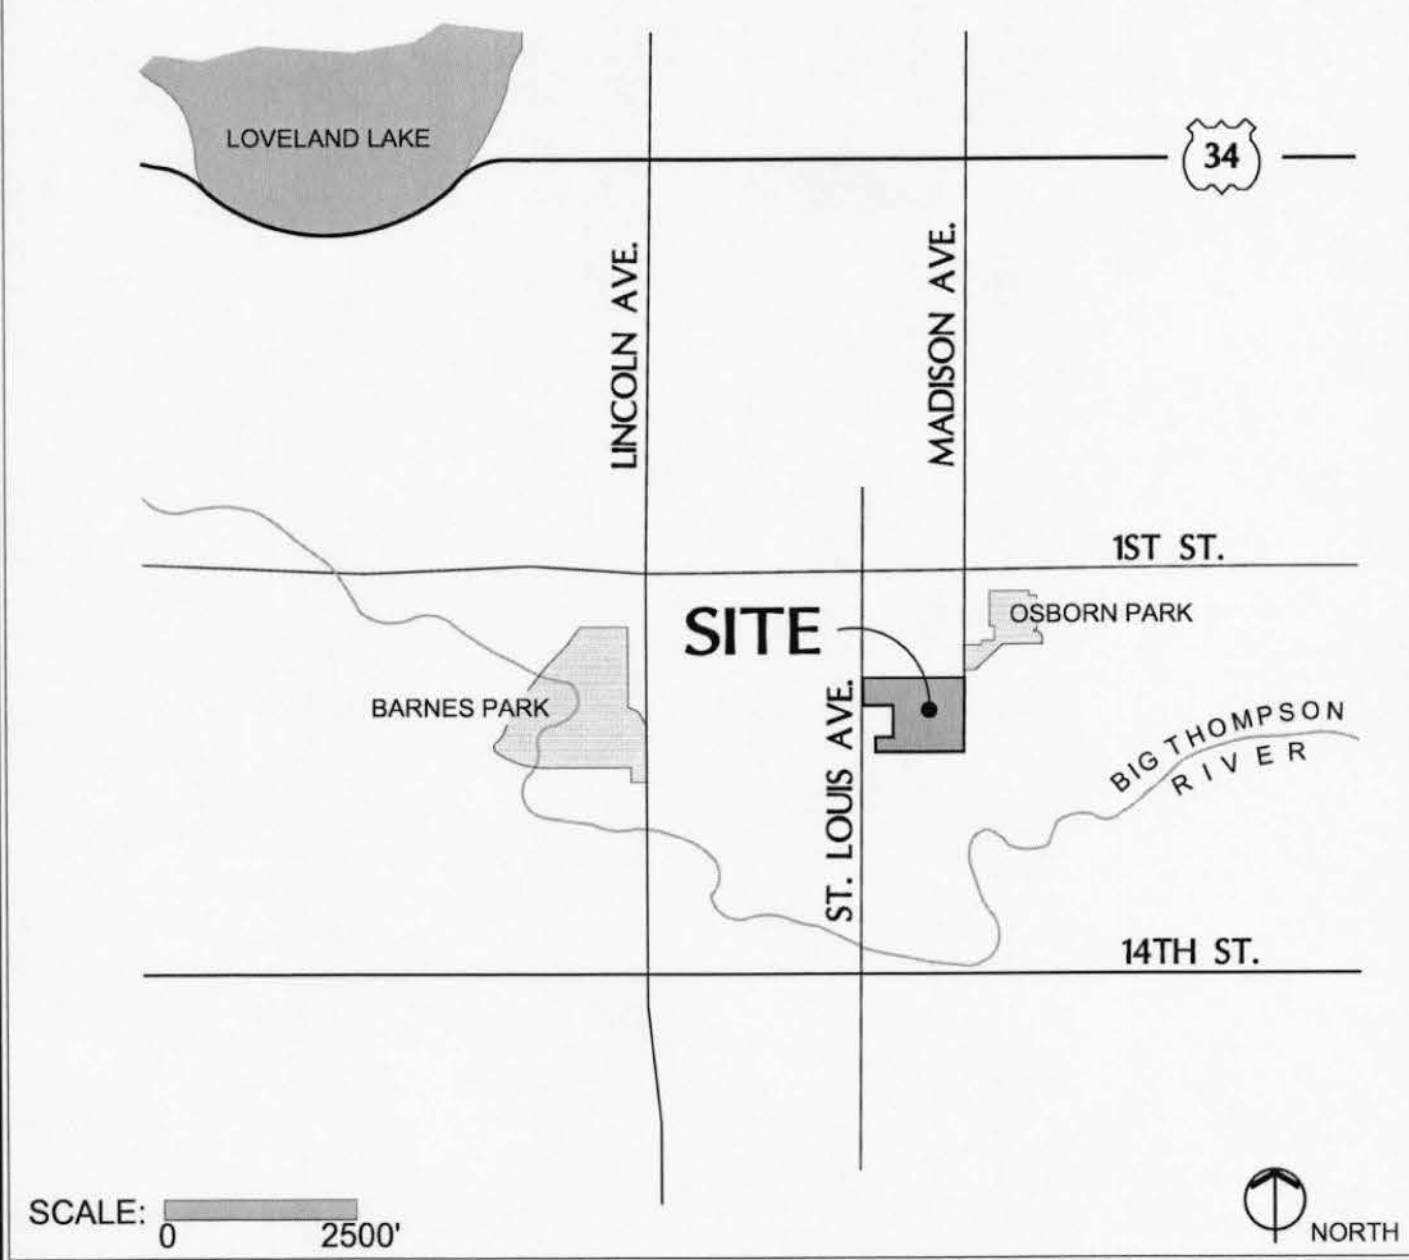 LOVELAND LAKE
34
LINCOLN AVE.
MADISON AVE.
1ST ST.
SITE
OSBORN PARK
BARNES PARK
ST. LOUIS AVE.
BIG THOMPSON
RIVER
14TH ST.
SCALE:
0 2500'
NORTH